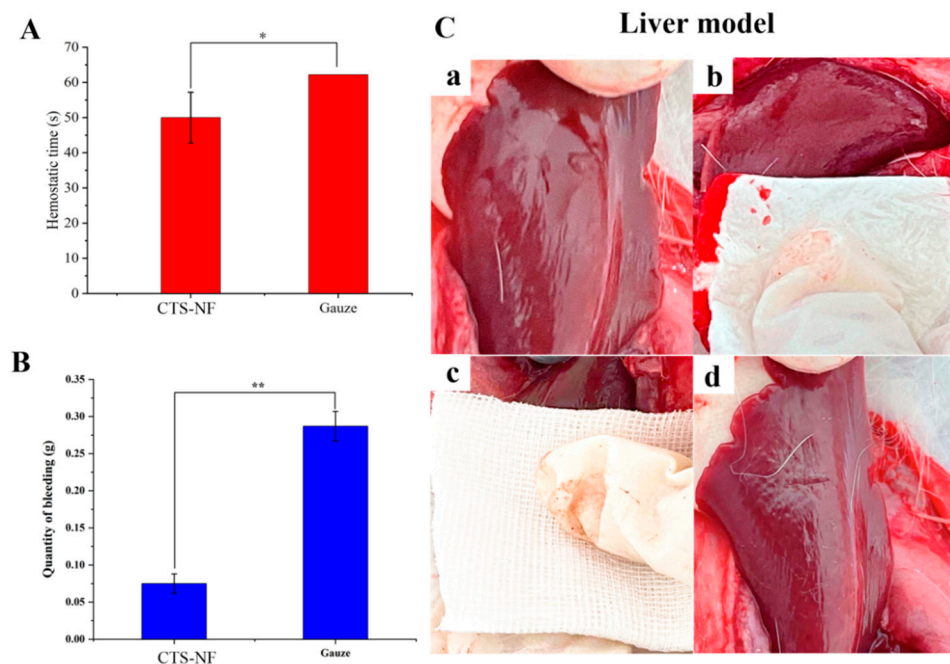 A
Hemostatic time (s)
70
60
50
40
30
20
10
0
*
CTS-NF
Gauze
B
Quantity of bleeding (g)
0.35
0.30
0.25
0.20
0.15
0.10
0.05
0.00
**
CTS-NF
Gauze
C
Liver model
a
b
c
d